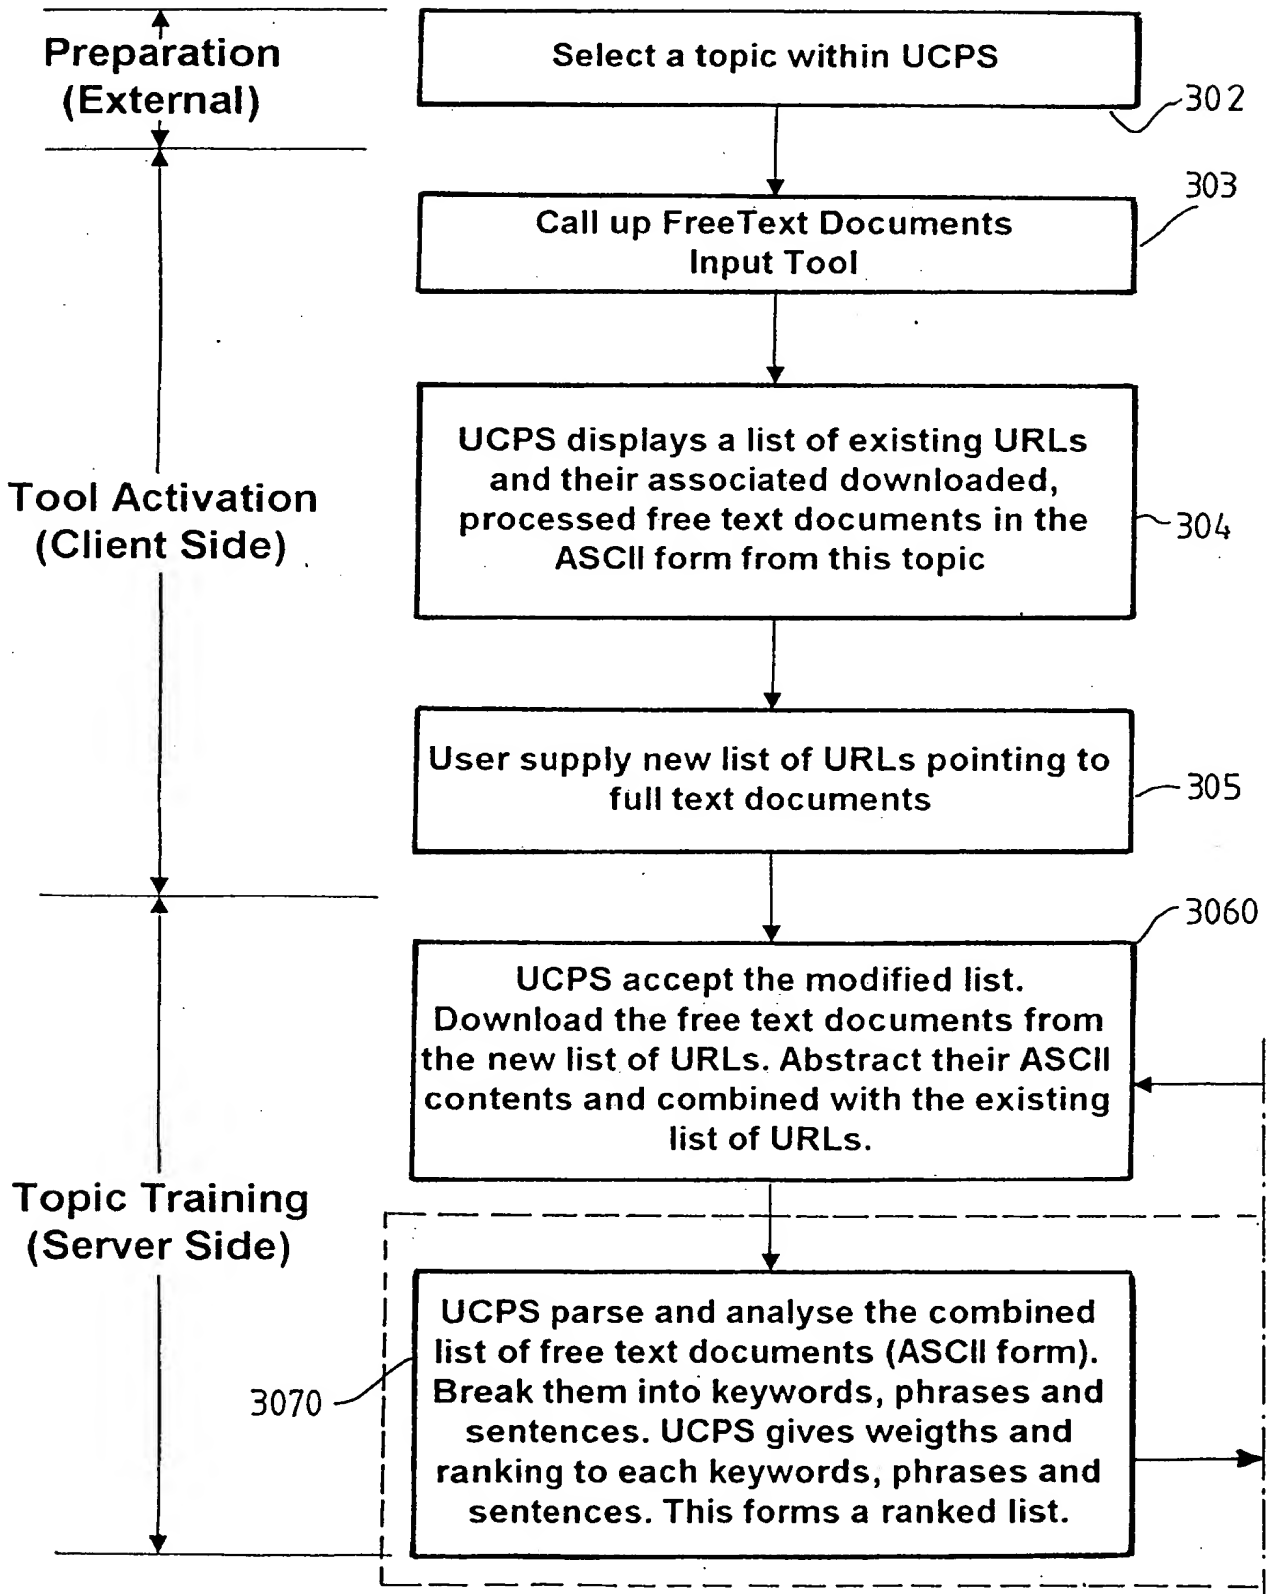 Preparation
(External)
Select a topic within UCPS
302
303
Call up FreeText Documents
Input Tool
Tool Activation
(Client Side)
UCPS displays a list of existing URLs
and their associated downloaded,
processed free text documents in the
ASCII form from this topic
304
User supply new list of URLs pointing to
full text documents
305
3060
UCPS accept the modified list.
Download the free text documents from
the new list of URLs. Abstract their ASCII
contents and combined with the existing
list of URLs.
Topic Training
(Server Side)
3070
UCPS parse and analyse the combined
list of free text documents (ASCII form).
Break them into keywords, phrases and
sentences. UCPS gives weigths and
ranking to each keywords, phrases and
sentences. This forms a ranked list.